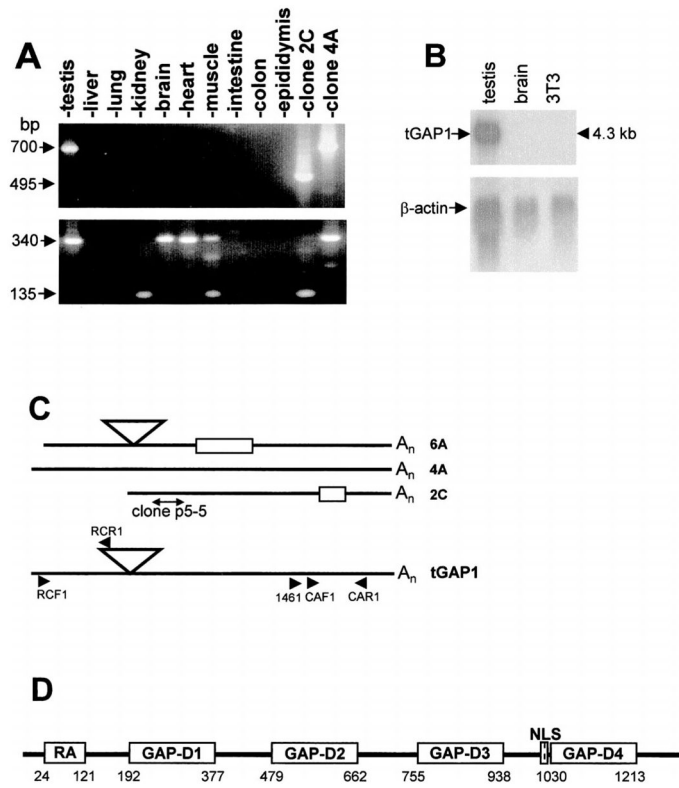 A
-testis
-liver
-lung
-kidney
-brain
-heart
-muscle
-intestine
-colon
-epididymis
-clone 2C
-clone 4A
bp
700
495
340
135
B
testis
brain
3T3
tGAP1
4.3 kb
β-actin
C
An 6A
An 4A
An 2C
clone p5-5
RCR1
An tGAP1
RCF1 1461 CAF1 CAR1
D
NLS
RA GAP-D1 GAP-D2 GAP-D3 GAP-D4
24 121 192 377 479 662 755 938 1030 1213